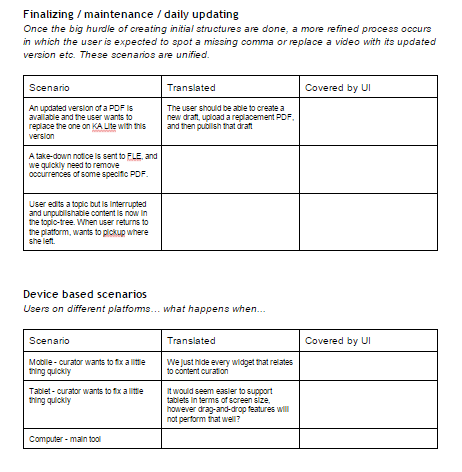 Finalizing / maintenance / daily updating
Once the big hurdle of creating initial structures are done, a more refined process occurs
in which the user is expected to spot a missing comma or replace a video with its updated
version etc. These scenarios are unified.
Scenario
Translated
Covered by UI
An updated version of a PDF is
available and the user wants to
replace the one on KA Lite with this
version
The user should be able to create a
new draft, upload a replacement PDF,
and then publish that draft
A take-down notice is sent to FLE, and
we quickly need to remove
occurrences of some specific PDF.
User edits a topic but is interrupted
and unpublishable content is now in
the topic-tree. When user returns to
the platform, wants to pickup where
she left.
Device based scenarios
Users on different platforms... what happens when...
Scenario
Translated
Covered by UI
Mobile - curator wants to fix a little
thing quickly
We just hide every widget that relates
to content curation
Tablet - curator wants to fix a little
thing quickly
It would seem easier to support
tablets in terms of screen size,
however drag-and-drop features will
not perform that well?
Computer - main tool